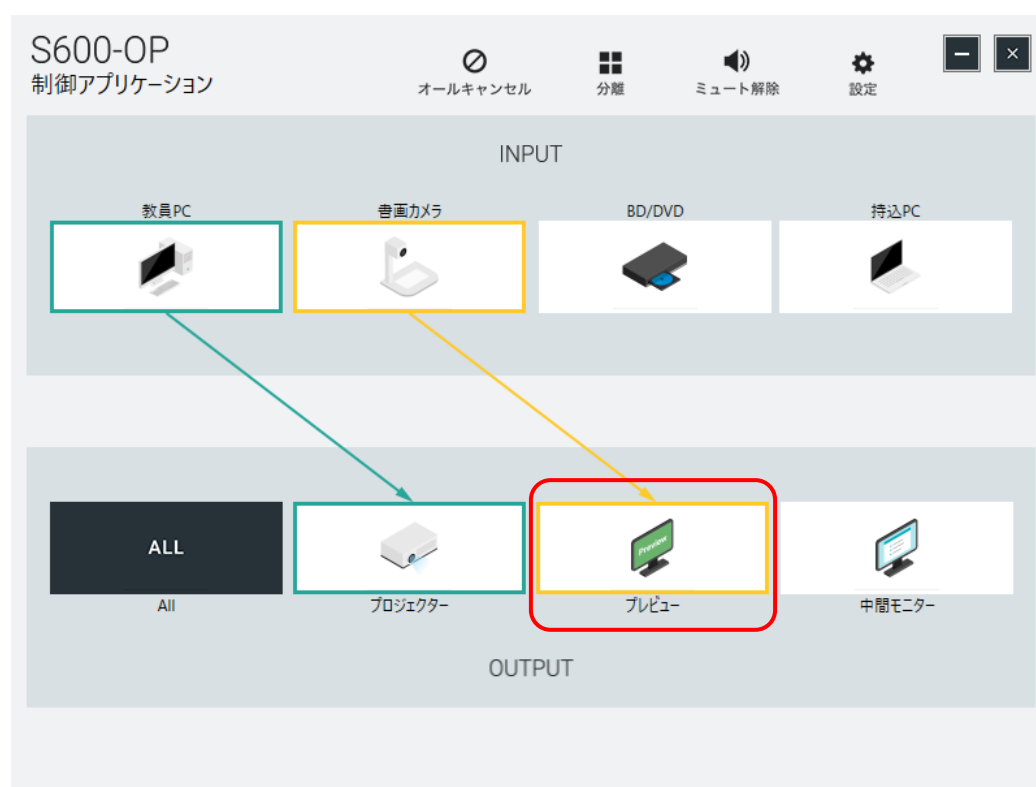 S600-OP
制御アプリケーション
オールキャンセル
分離
ミュート解除
設定
INPUT
教員PC
書画カメラ
BD/DVD
持込PC
ALL
Preview
All
プロジェクター
プレビュー
中間モニター
OUTPUT